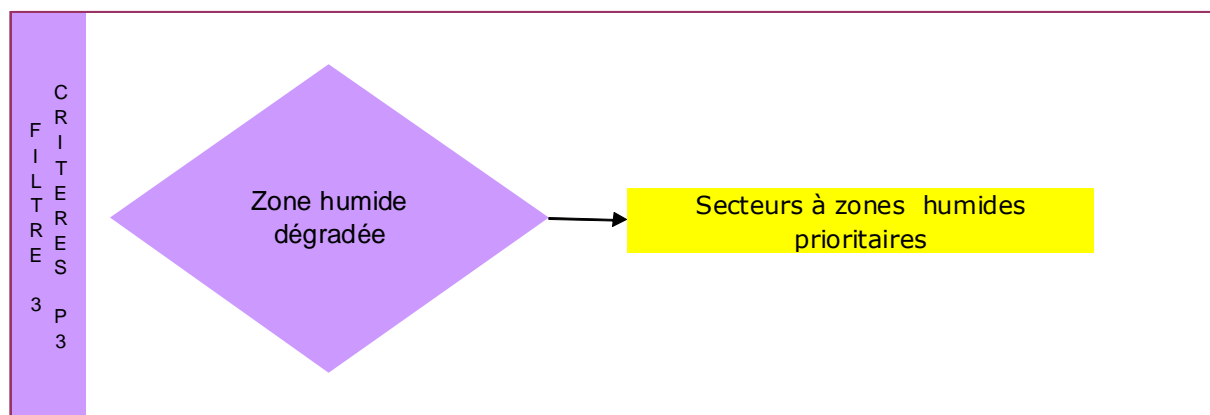 FILTRE 3
CRITERES P3
Zone humide
dégradée
Secteurs à zones humides
prioritaires